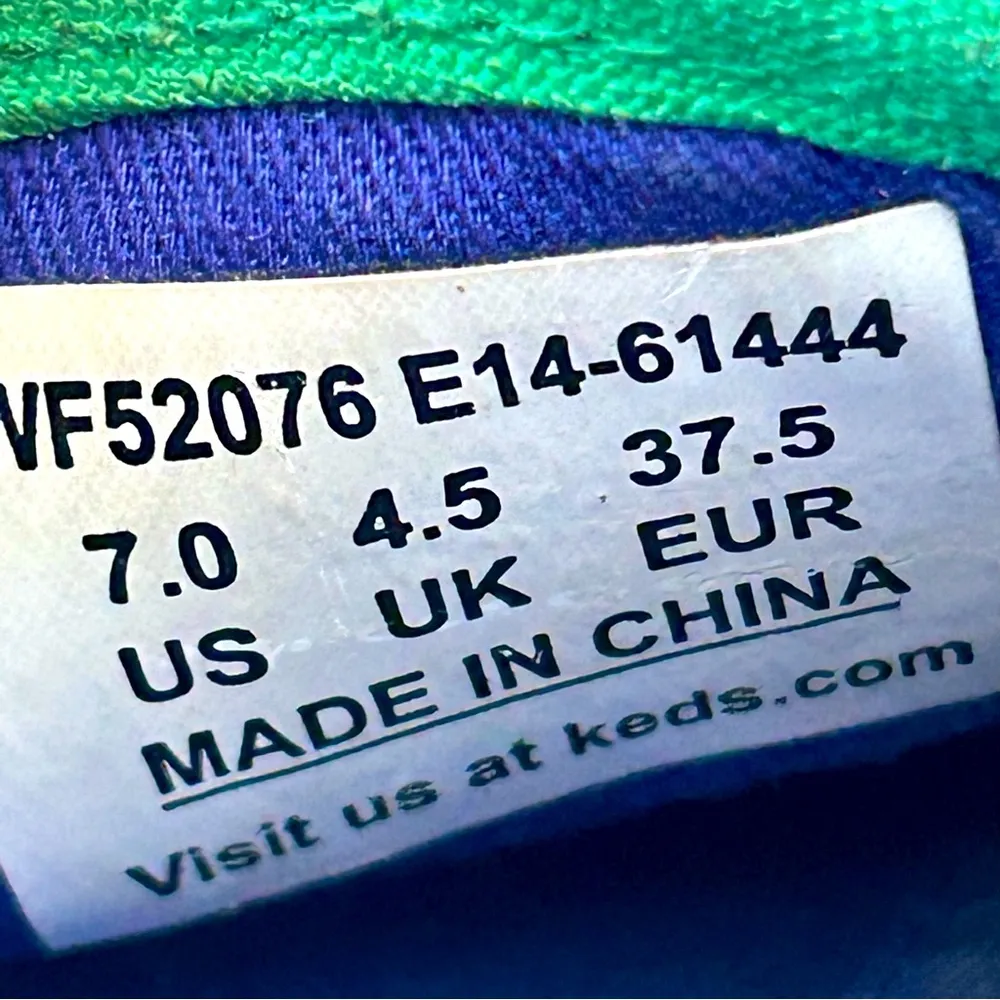 WF52076 E14-61444
7.0 4.5 37.5
US UK EUR
MADE IN CHINA
Visit us at keds.com